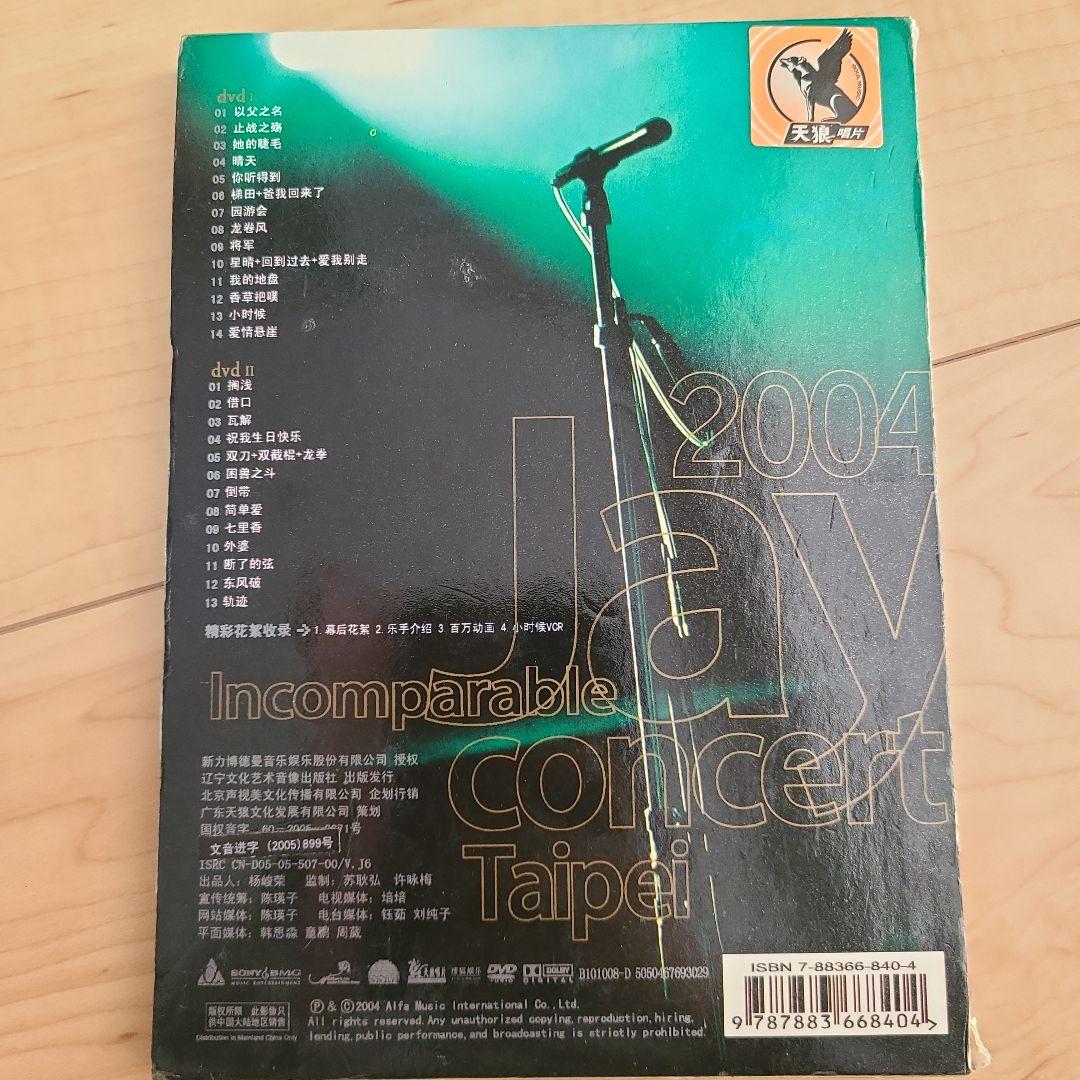 dvd I
01 以父之名
02 止战之殇
03 她的睫毛
04 晴天
05 你听得到
06 梯田+爸我回来了
07 园游会
08 龙卷风
09 将军
10 星晴+回到过去+爱我别走
11 我的地盘
12 香草把噗
13 小时候
14 爱情悬崖
dvd II
01 搁浅
02 借口
03 瓦解
04 祝我生日快乐
05 双刀+双截棍+龙拳
06 困兽之斗
07 倒带
08 简单爱
09 七里香
10 外婆
11 断了的弦
12 东风破
13 轨迹
精彩花絮收录 → 1. 幕后花絮 2. 乐手介绍 3. 百万动画 4. 小时候VCR
天狼 唱片
2004
Jay
Incomparable
concert
Taipei
新力博德曼音乐娱乐股份有限公司 授权
辽宁文化艺术音像出版社 出版发行
北京声视美文化传播有限公司 企划行销
广东天狼文化发展有限公司 策划
国权音字
文音进字 (2005)899号
ISRC CN-D05-05-507-00/V.J6
出品人：杨峻荣 监制：苏耿弘 许咏梅
宣传统筹：陈瑛子 电视媒体：培培
网站媒体：陈瑛子 电台媒体：钰茹 刘纯子
平面媒体：韩思淼 童鹏 周葳
SONY BMG
MUSIC ENTERTAINMENT
天狼唱片
搜狐娱乐
DVD
DOLBY
DIGITAL
B101008-D 5050467693029
ISBN 7-88366-840-4
9 787883 668404 >
版权所限 此影像只
供中国大陆地区销售
Distribution in Mainland China Only
Ⓟ & ©2004 Alfa Music International Co.,Ltd.
All rights reserved. Any unauthorized copying, reproduction, hiring,
lending, public performance, and broadcasting is strictly prohibited.